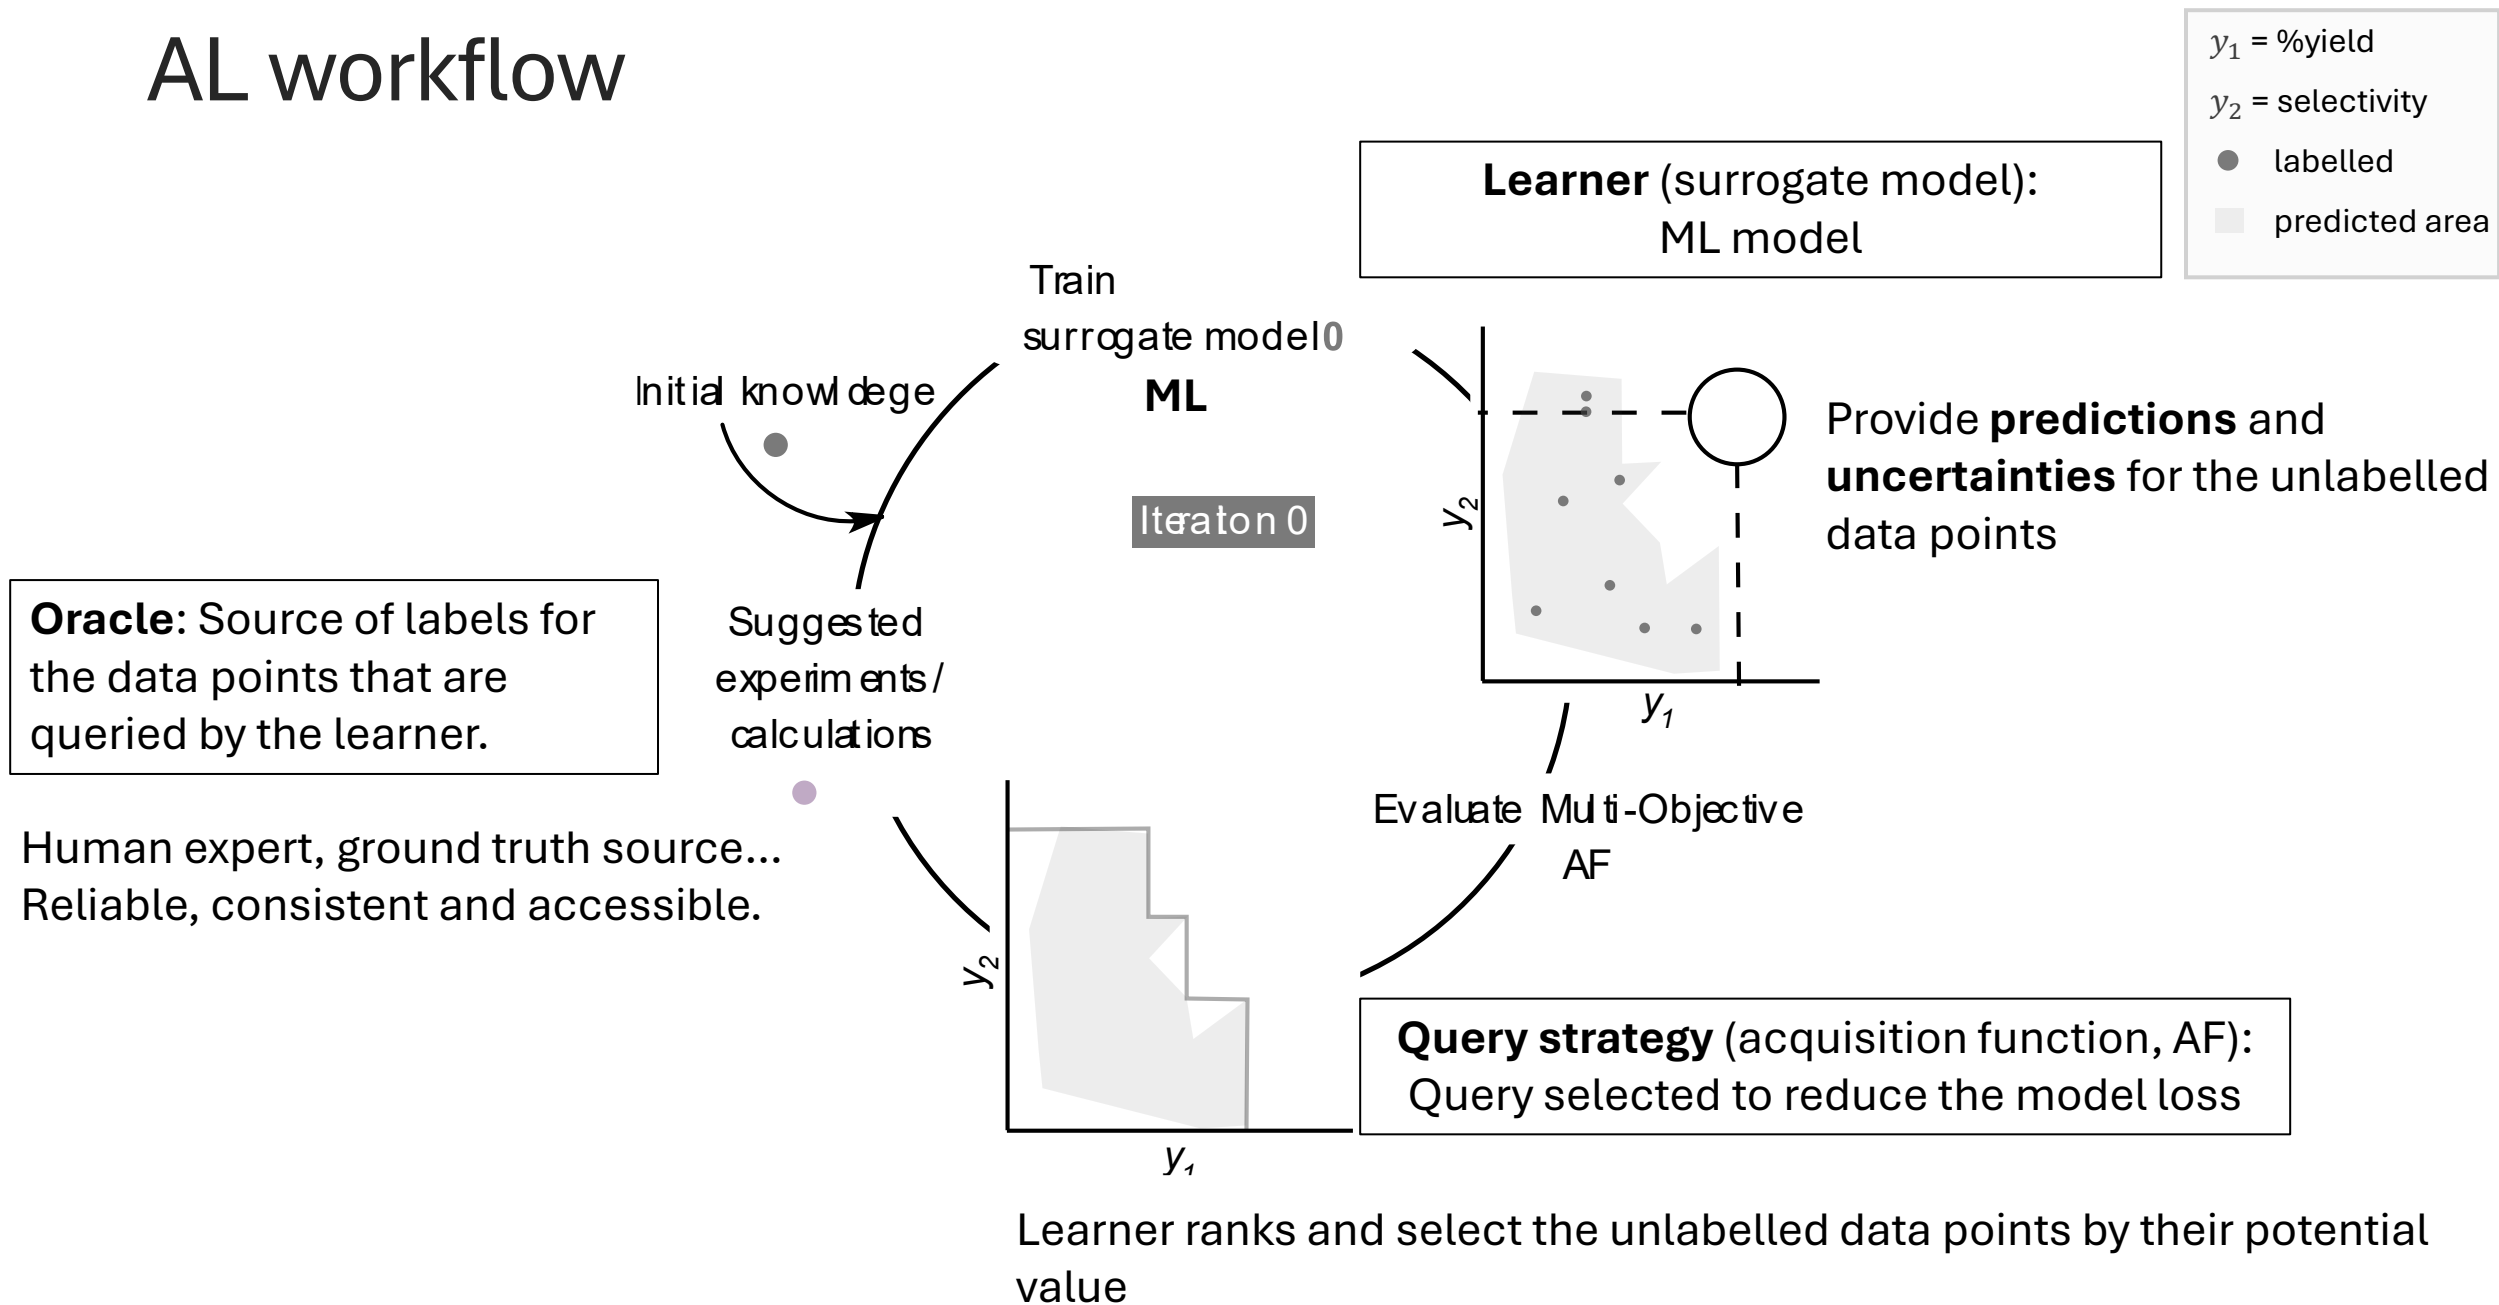 AL workflow
y1 = %yield
y2 = selectivity
labelled
predicted area
Learner (surrogate model):
ML model
Train
surrogate model 0
ML
Initial knowldege
Iteraton 0
y2
y1
Provide predictions and
uncertainties for the unlabelled
data points
Oracle: Source of labels for
the data points that are
queried by the learner.
Suggested
experiments/
calculations
Human expert, ground truth source...
Reliable, consistent and accessible.
Evaluate Multi-Objective
AF
y2
y1
Query strategy (acquisition function, AF):
Query selected to reduce the model loss
Learner ranks and select the unlabelled data points by their potential
value